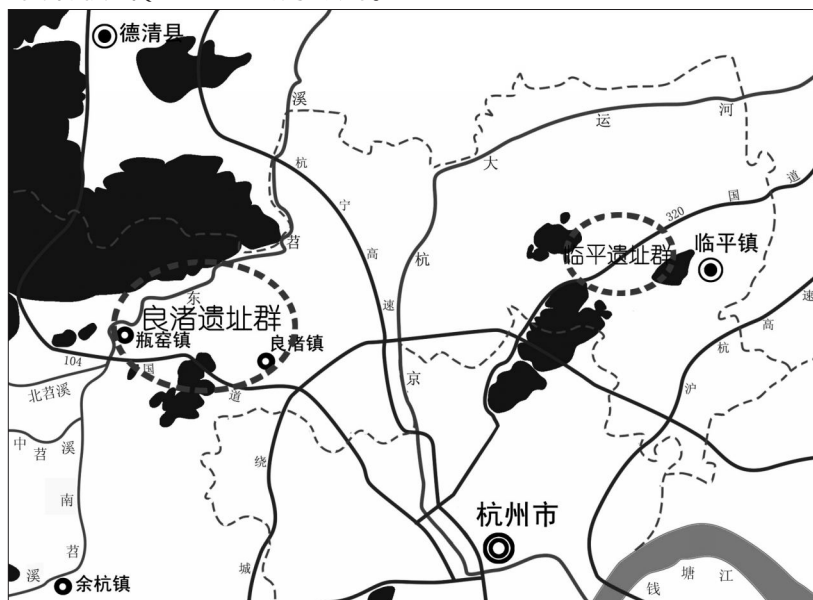 德清县
溪
苕
东
杭
宁
高
速
大
运
河
京
杭
320
国
道
临平遗址群
临平镇
良渚遗址群
瓶窑镇
良渚镇
104
国
道
北苕溪
中
苕
溪
南
苕
溪
余杭镇
绕
城
杭州市
沪
杭
高
速
钱
塘
江